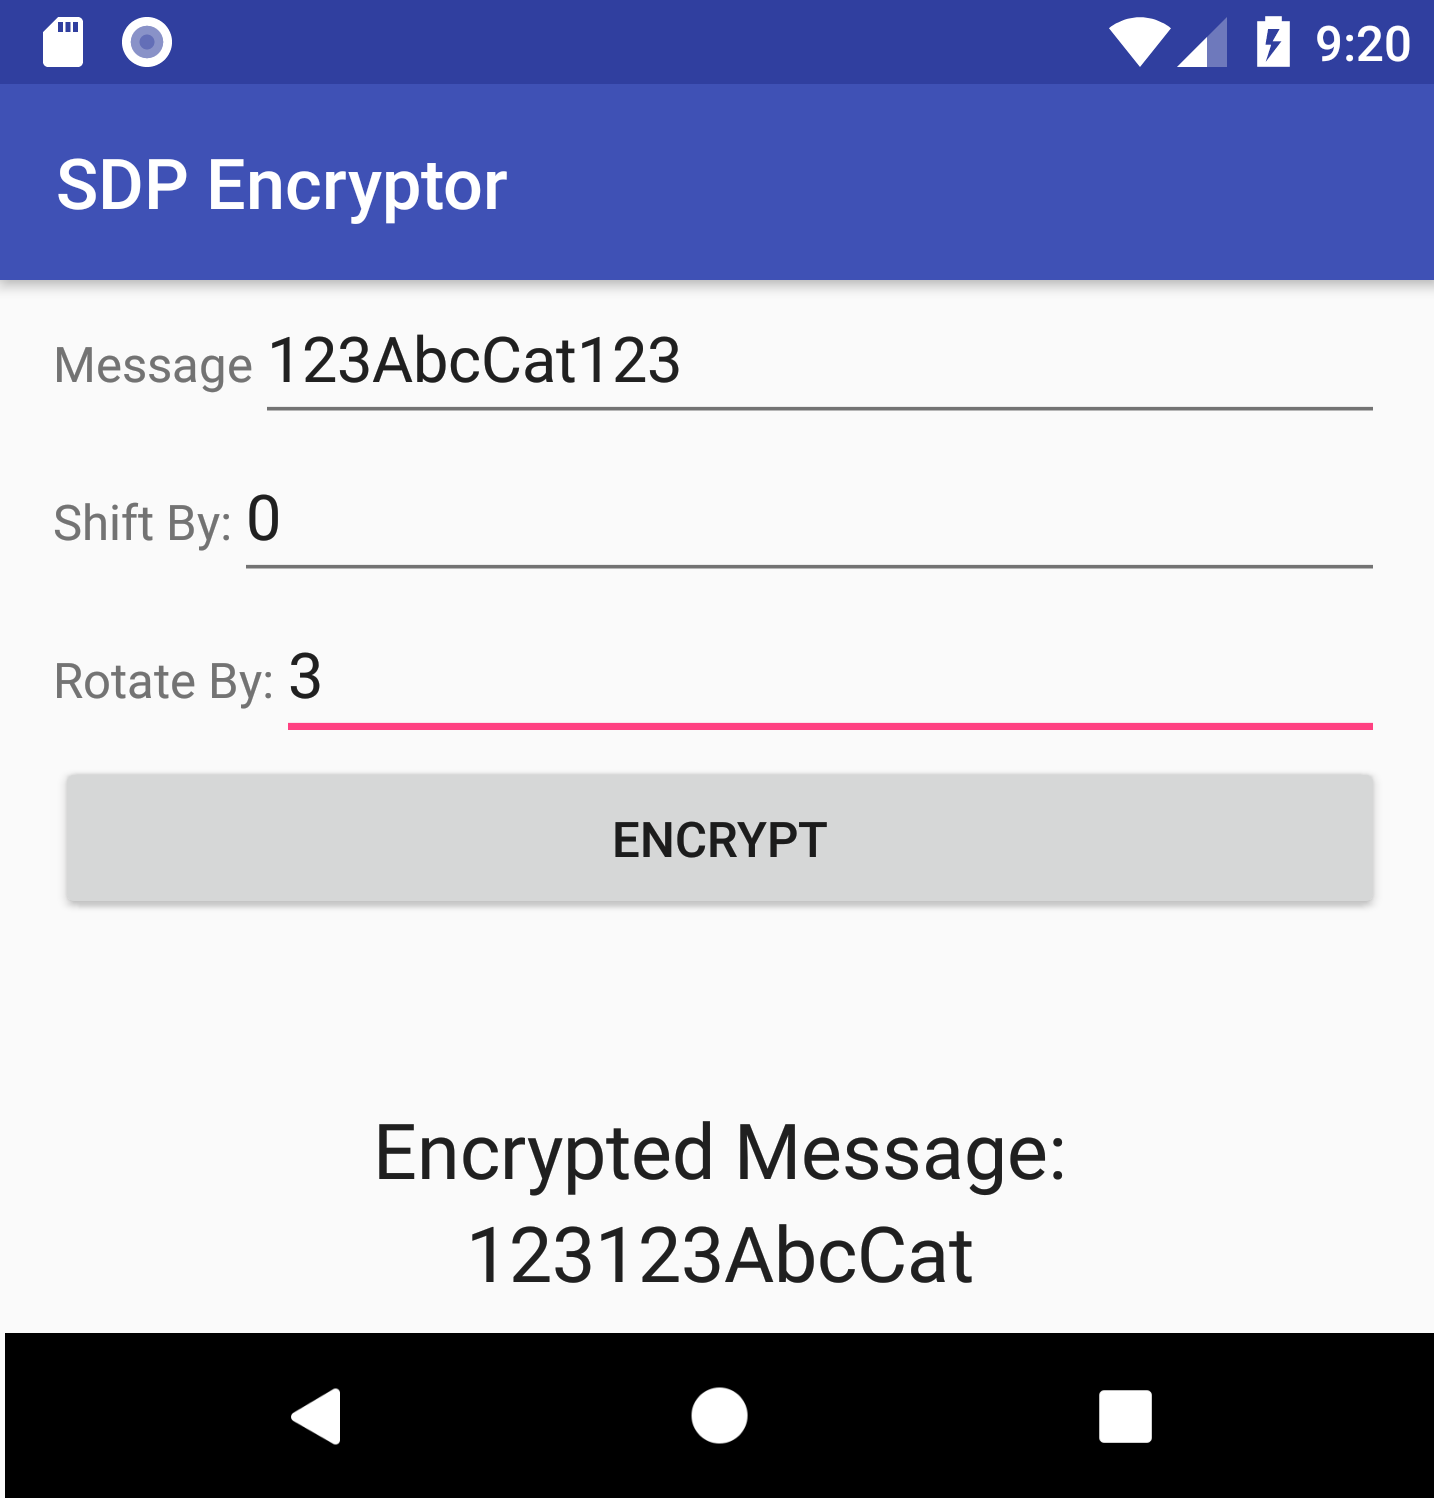 9:20
SDP Encryptor
Message 123AbcCat123
Shift By: 0
Rotate By: 3
ENCRYPT
Encrypted Message:
123123AbcCat